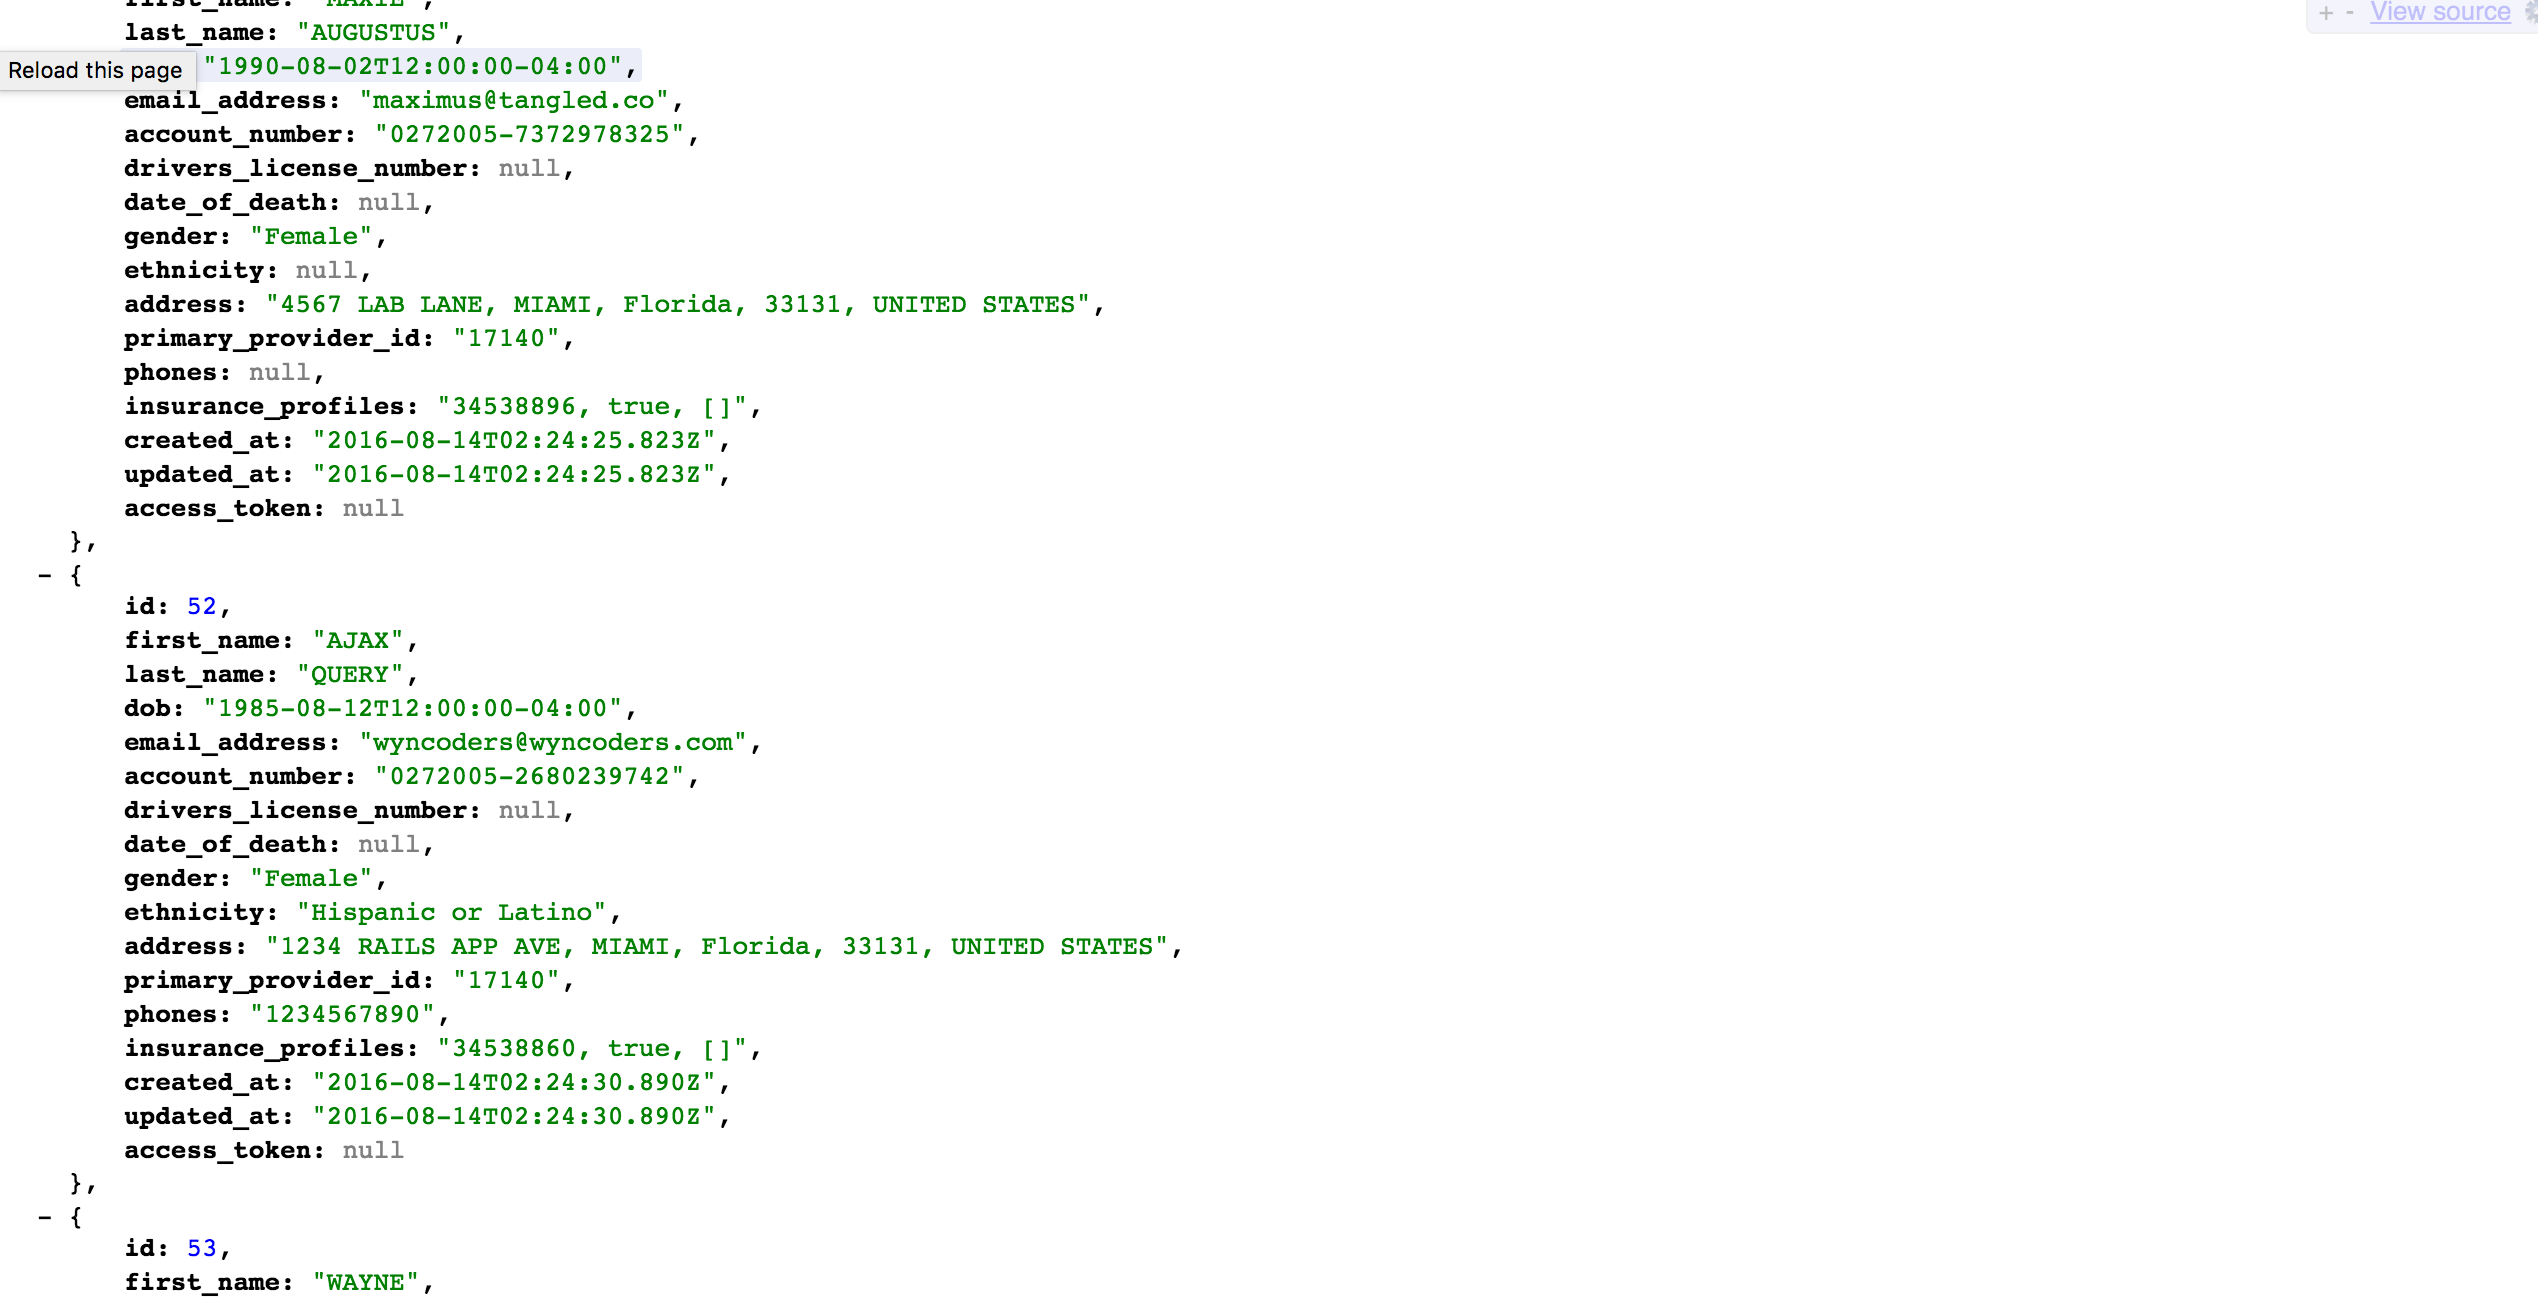 first_name: "MAXIE",
+ - View source
last_name: "AUGUSTUS",
Reload this page "1990-08-02T12:00:00-04:00",
email_address: "maximus@tangled.co",
account_number: "0272005-7372978325",
drivers_license_number: null,
date_of_death: null,
gender: "Female",
ethnicity: null,
address: "4567 LAB LANE, MIAMI, Florida, 33131, UNITED STATES",
primary_provider_id: "17140",
phones: null,
insurance_profiles: "34538896, true, []",
created_at: "2016-08-14T02:24:25.823Z",
updated_at: "2016-08-14T02:24:25.823Z",
access_token: null
},
- {
id: 52,
first_name: "AJAX",
last_name: "QUERY",
dob: "1985-08-12T12:00:00-04:00",
email_address: "wyncoders@wyncoders.com",
account_number: "0272005-2680239742",
drivers_license_number: null,
date_of_death: null,
gender: "Female",
ethnicity: "Hispanic or Latino",
address: "1234 RAILS APP AVE, MIAMI, Florida, 33131, UNITED STATES",
primary_provider_id: "17140",
phones: "1234567890",
insurance_profiles: "34538860, true, []",
created_at: "2016-08-14T02:24:30.890Z",
updated_at: "2016-08-14T02:24:30.890Z",
access_token: null
},
- {
id: 53,
first_name: "WAYNE",